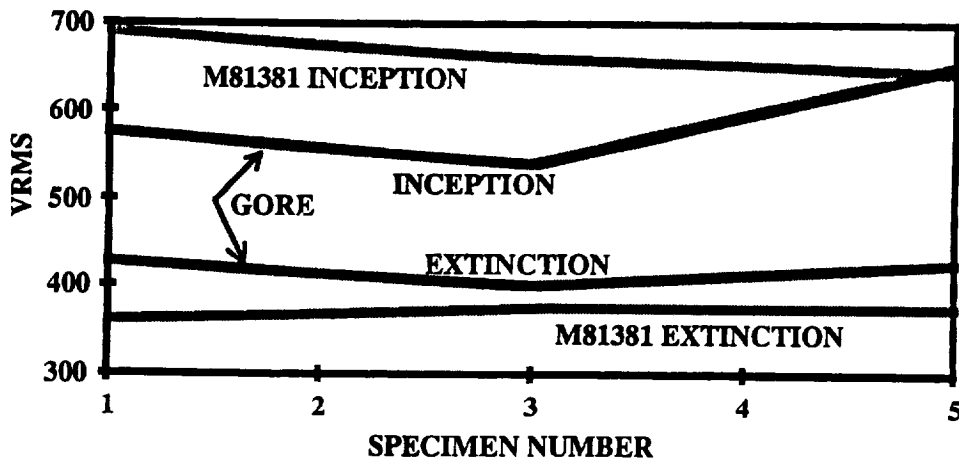 700
M81381 INCEPTION
600
VRMS
INCEPTION
500
GORE
EXTINCTION
400
M81381 EXTINCTION
300
1 2 3 4 5
SPECIMEN NUMBER